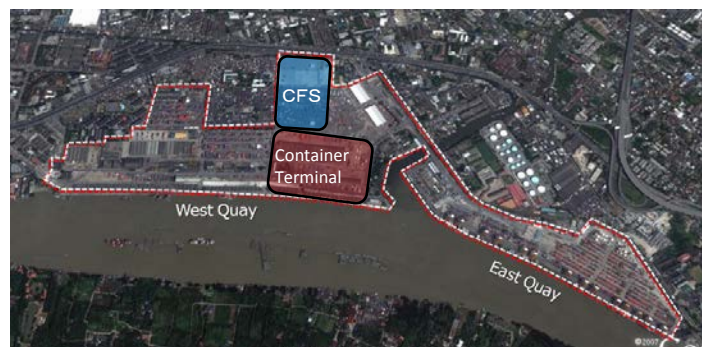 CFS
Container
Terminal
West Quay
East Quay
©2007